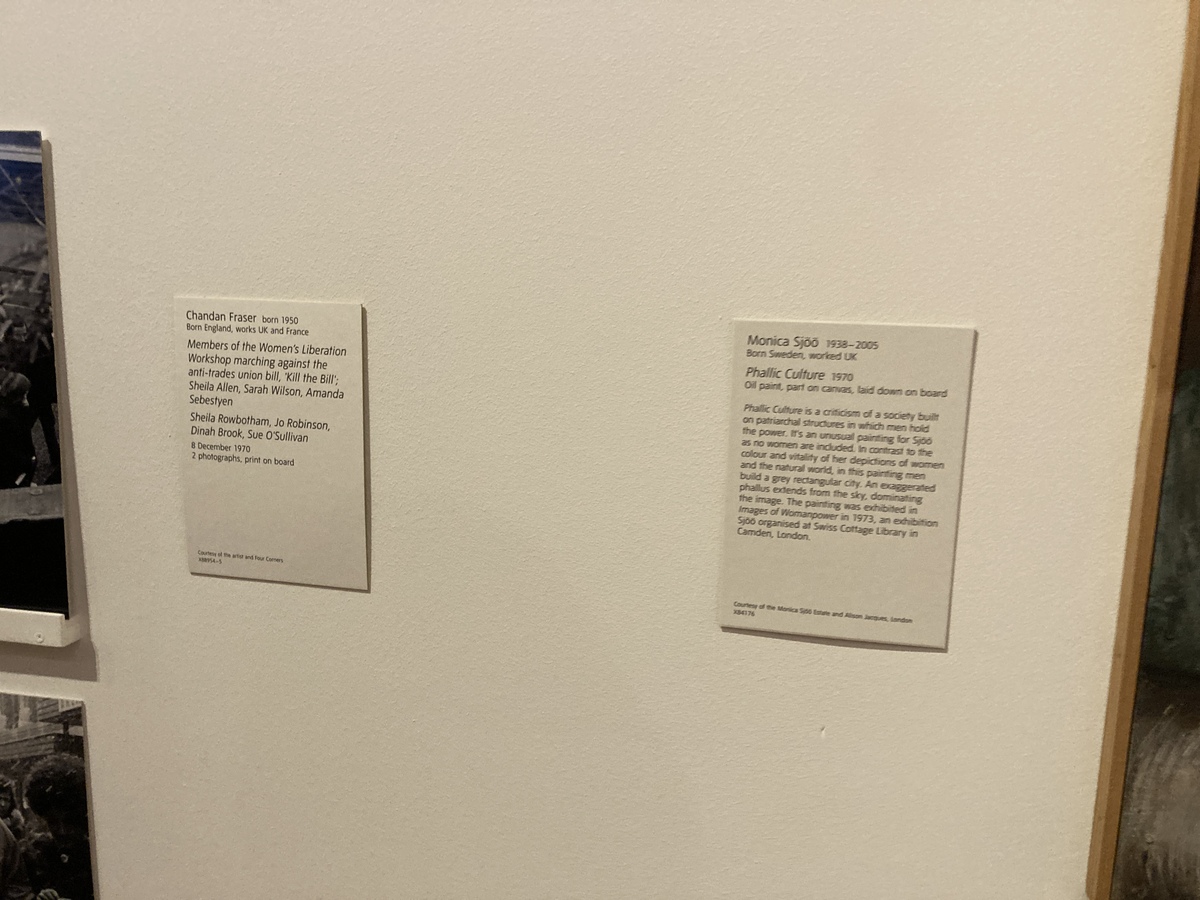 Chandan Fraser born 1950
Born England, works UK and France
Members of the Women's Liberation
Workshop marching against the
anti-trades union bill, 'Kill the Bill';
Sheila Allen, Sarah Wilson, Amanda
Sebestyen
Sheila Rowbotham, Jo Robinson,
Dinah Brook, Sue O'Sullivan
8 December 1970
2 photographs, print on board
Courtesy of the artist and Four Corners
X88954-5
Monica Sjöö 1938–2005
Born Sweden, worked UK
Phallic Culture 1970
Oil paint, part on canvas, laid down on board
Phallic Culture is a criticism of a society built
on patriarchal structures in which men hold
the power. It's an unusual painting for Sjöö
as no women are included. In contrast to the
colour and vitality of her depictions of women
and the natural world, in this painting men
build a grey rectangular city. An exaggerated
phallus extends from the sky, dominating
the image. The painting was exhibited in
Images of Womanpower in 1973, an exhibition
Sjöö organised at Swiss Cottage Library in
Camden, London.
Courtesy of the Monica Sjöö Estate and Alison Jacques, London
X84176